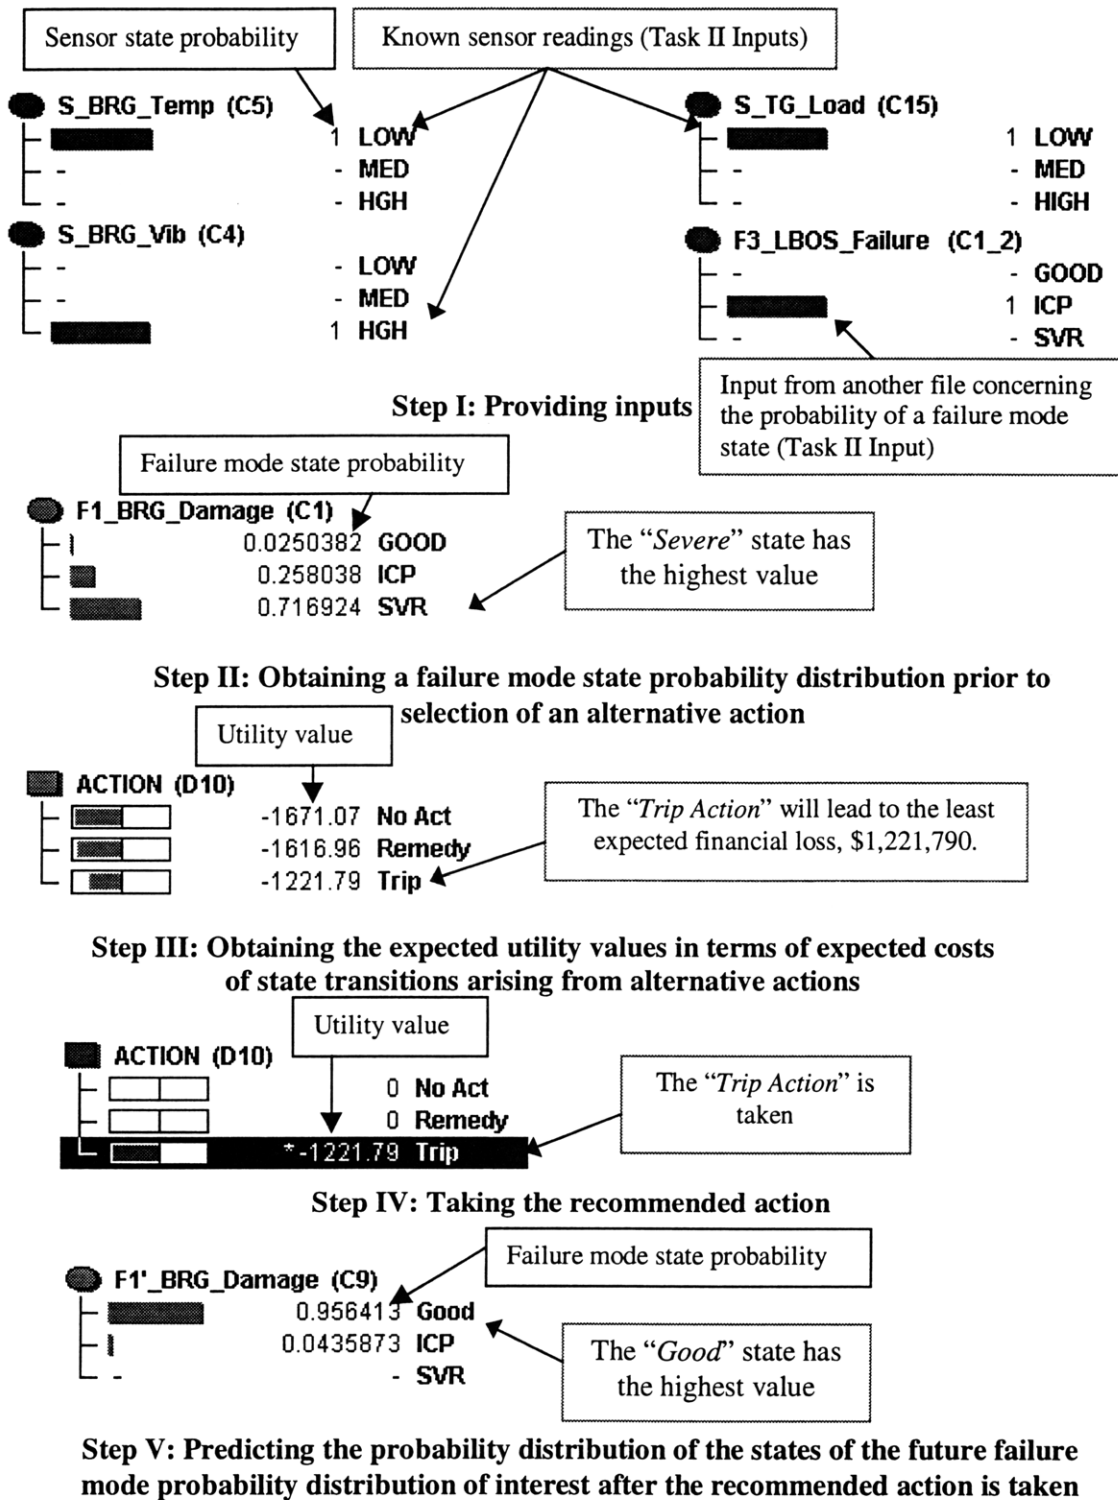 Sensor state probability
Known sensor readings (Task II Inputs)
S_BRG_Temp (C5)
1 LOW
- - MED
- - HGH
S_BRG_Vib (C4)
- - LOW
- - MED
1 HGH
S_TG_Load (C15)
1 LOW
- - MED
- - HIGH
F3_LBOS_Failure (C1_2)
- - GOOD
1 ICP
- - SVR
Input from another file concerning
the probability of a failure mode
state (Task II Input)
Step I: Providing inputs
Failure mode state probability
F1_BRG_Damage (C1)
0.0250382 GOOD
0.258038 ICP
0.716924 SVR
The “Severe” state has
the highest value
Step II: Obtaining a failure mode state probability distribution prior to
selection of an alternative action
Utility value
ACTION (D10)
-1671.07 No Act
-1616.96 Remedy
-1221.79 Trip
The “Trip Action” will lead to the least
expected financial loss, $1,221,790.
Step III: Obtaining the expected utility values in terms of expected costs
of state transitions arising from alternative actions
Utility value
ACTION (D10)
0 No Act
0 Remedy
*-1221.79 Trip
The “Trip Action” is
taken
Step IV: Taking the recommended action
Failure mode state probability
F1'_BRG_Damage (C9)
0.956413 Good
0.0435873 ICP
- - SVR
The “Good” state has
the highest value
Step V: Predicting the probability distribution of the states of the future failure
mode probability distribution of interest after the recommended action is taken